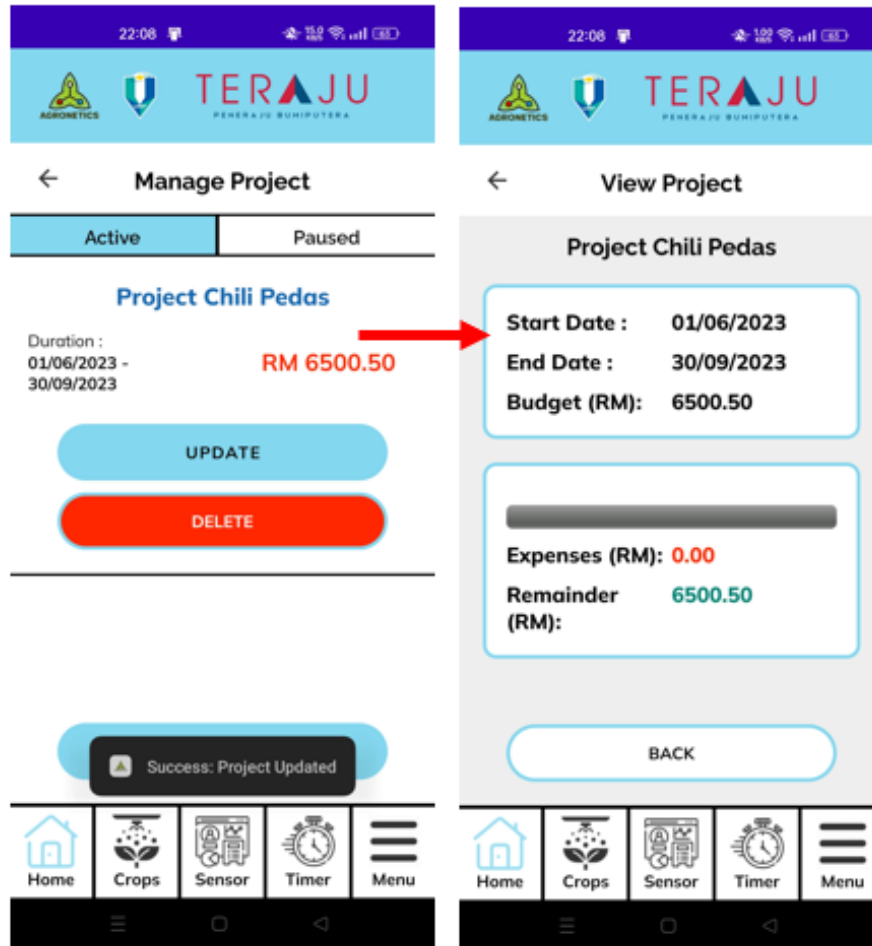 22:08
AGRONETICS
TERAJU
PENERAJU BUMIPUTERA
Manage Project
Active
Paused
Project Chili Pedas
Duration :
01/06/2023 -
30/09/2023
RM 6500.50
UPDATE
DELETE
Success: Project Updated
Home
Crops
Sensor
Timer
Menu
22:08
AGRONETICS
TERAJU
PENERAJU BUMIPUTERA
View Project
Project Chili Pedas
Start Date : 01/06/2023
End Date : 30/09/2023
Budget (RM): 6500.50
Expenses (RM): 0.00
Remainder 6500.50
(RM):
BACK
Home
Crops
Sensor
Timer
Menu